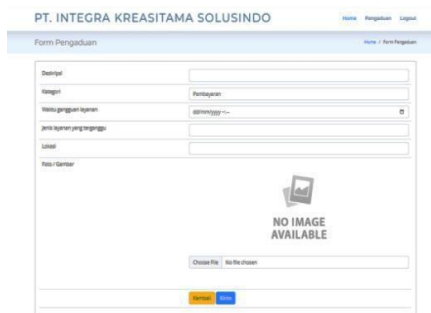 PT. INTEGRA KREASITAMA SOLUSINDO
Home Pengaduan Logout
Form Pengaduan
Home / Form Pengaduan
Deskripsi
Kategori
Pembayaran
Waktu gangguan layanan
dd/mm/yyyy --:--
Jenis layanan yang terganggu
Lokasi
Foto / Gambar
NO IMAGE
AVAILABLE
Choose File No file chosen
Kembali Kirim